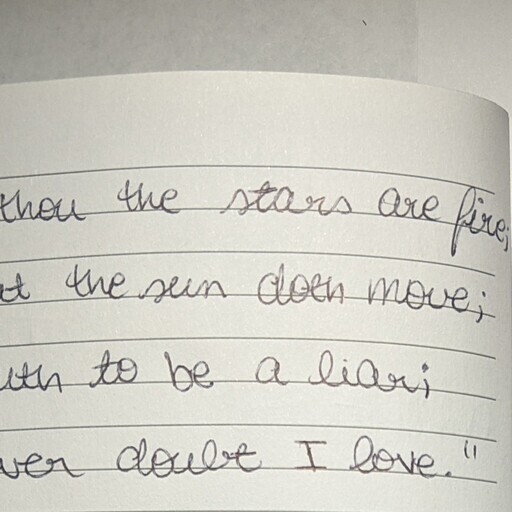 thou the stars are fire;
t the sun doth move;
uth to be a liar;
ver doubt I love."